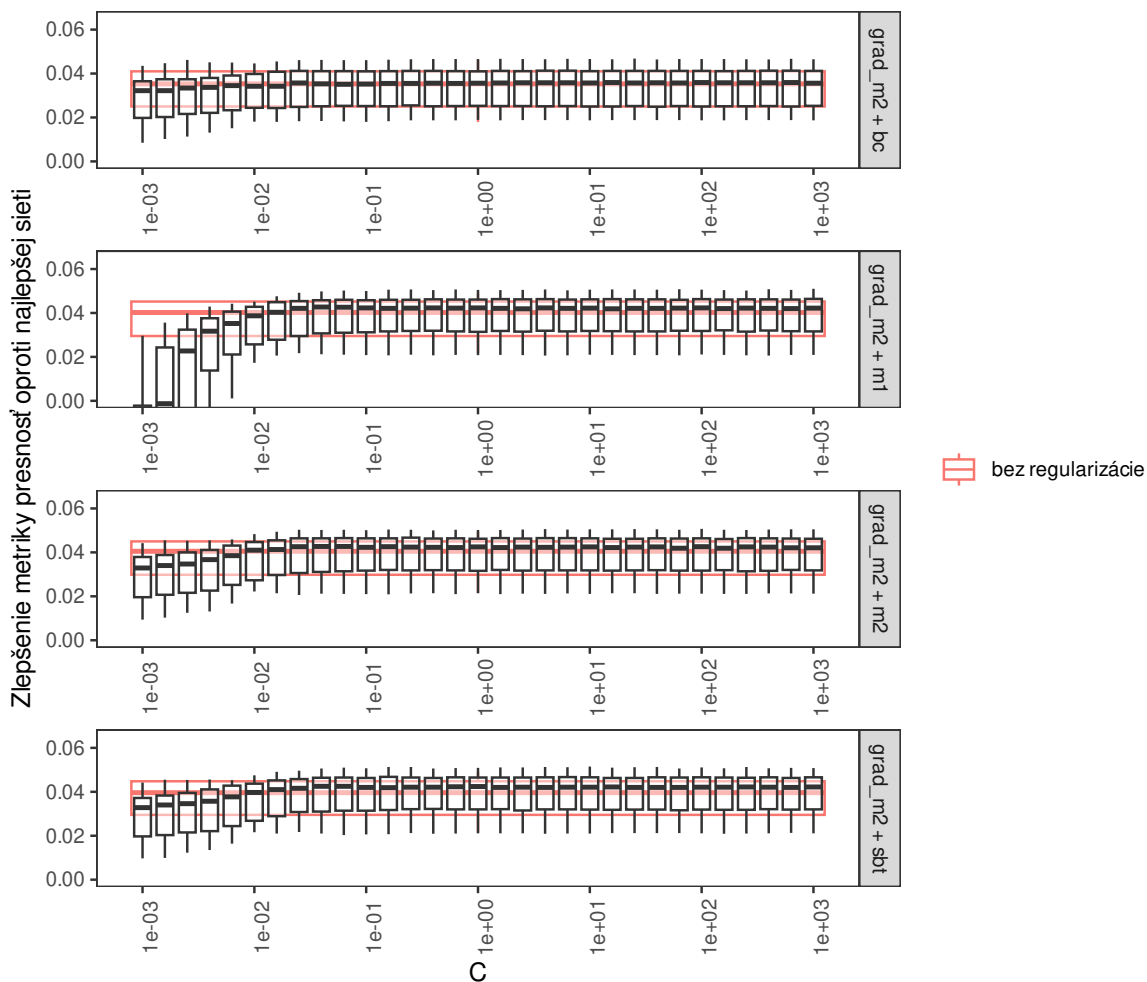 Zlepšenie metriky presnosť oproti najlepšej sieti
0.06
0.04
0.02
0.00
1e-03
1e-02
1e-01
1e+00
1e+01
1e+02
1e+03
grad_m2 + bc
0.06
0.04
0.02
0.00
1e-03
1e-02
1e-01
1e+00
1e+01
1e+02
1e+03
grad_m2 + m1
0.06
0.04
0.02
0.00
1e-03
1e-02
1e-01
1e+00
1e+01
1e+02
1e+03
grad_m2 + m2
0.06
0.04
0.02
0.00
1e-03
1e-02
1e-01
1e+00
1e+01
1e+02
1e+03
grad_m2 + sbt
C
bez regularizácie